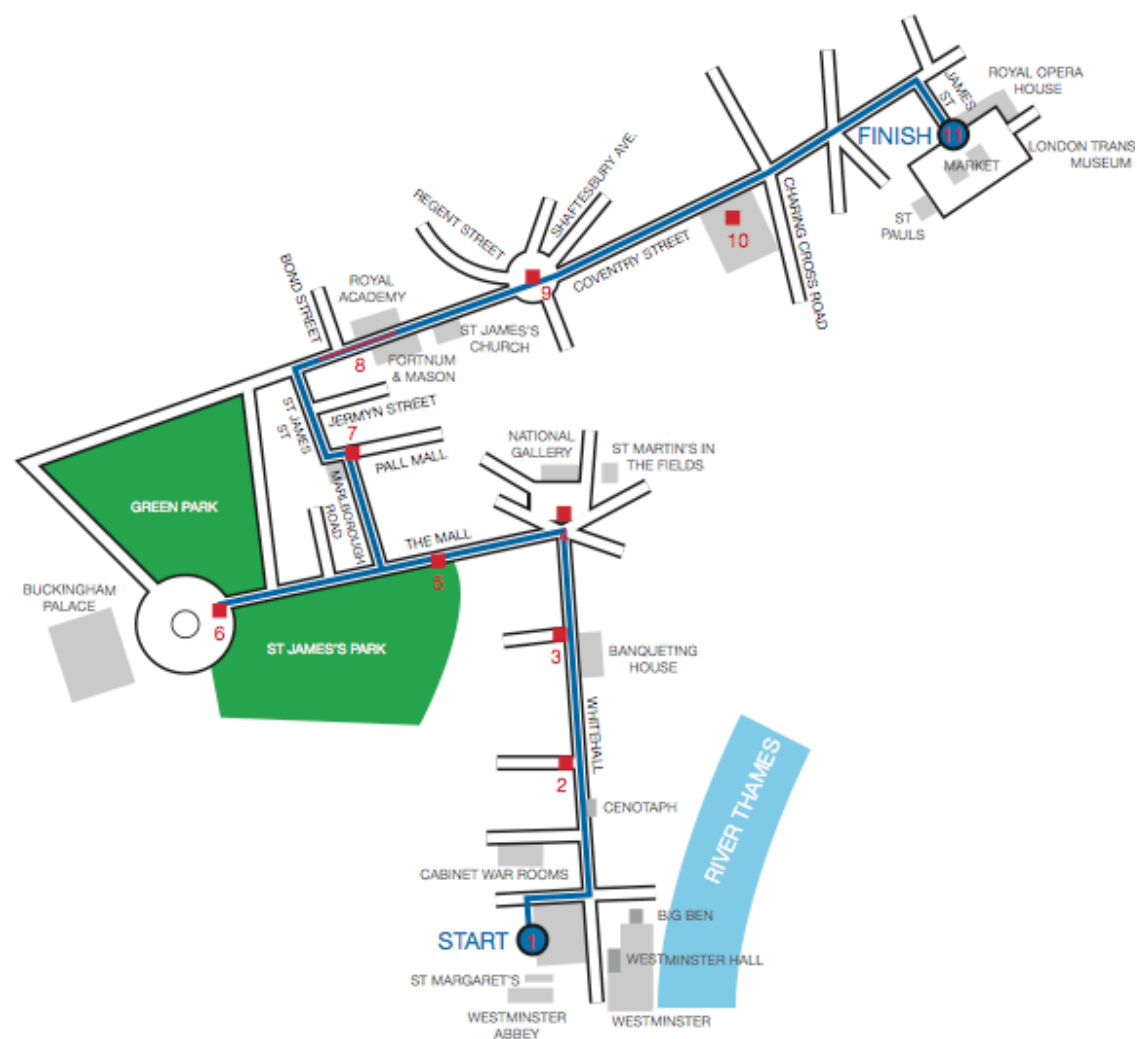 JAMES
ST
ROYAL OPERA
HOUSE
FINISH
11
LONDON TRANS
MUSEUM
MARKET
ST
PAULS
SHAFTESBURY AVE.
REGENT STREET
CHARING CROSS ROAD
10
COVENTRY STREET
9
BOND STREET
ROYAL
ACADEMY
ST JAMES'S
CHURCH
8
FORTNUM
& MASON
ST JAMES
ST
JERMYN STREET
7
PALL MALL
MARLBOROUGH
ROAD
NATIONAL
GALLERY
ST MARTIN'S IN
THE FIELDS
GREEN PARK
THE MALL
4
5
BUCKINGHAM
PALACE
6
ST JAMES'S PARK
3
BANQUETING
HOUSE
WHITEHALL
2
CENOTAPH
RIVER THAMES
CABINET WAR ROOMS
BIG BEN
START
1
WESTMINSTER HALL
ST MARGARET'S
WESTMINSTER
ABBEY
WESTMINSTER